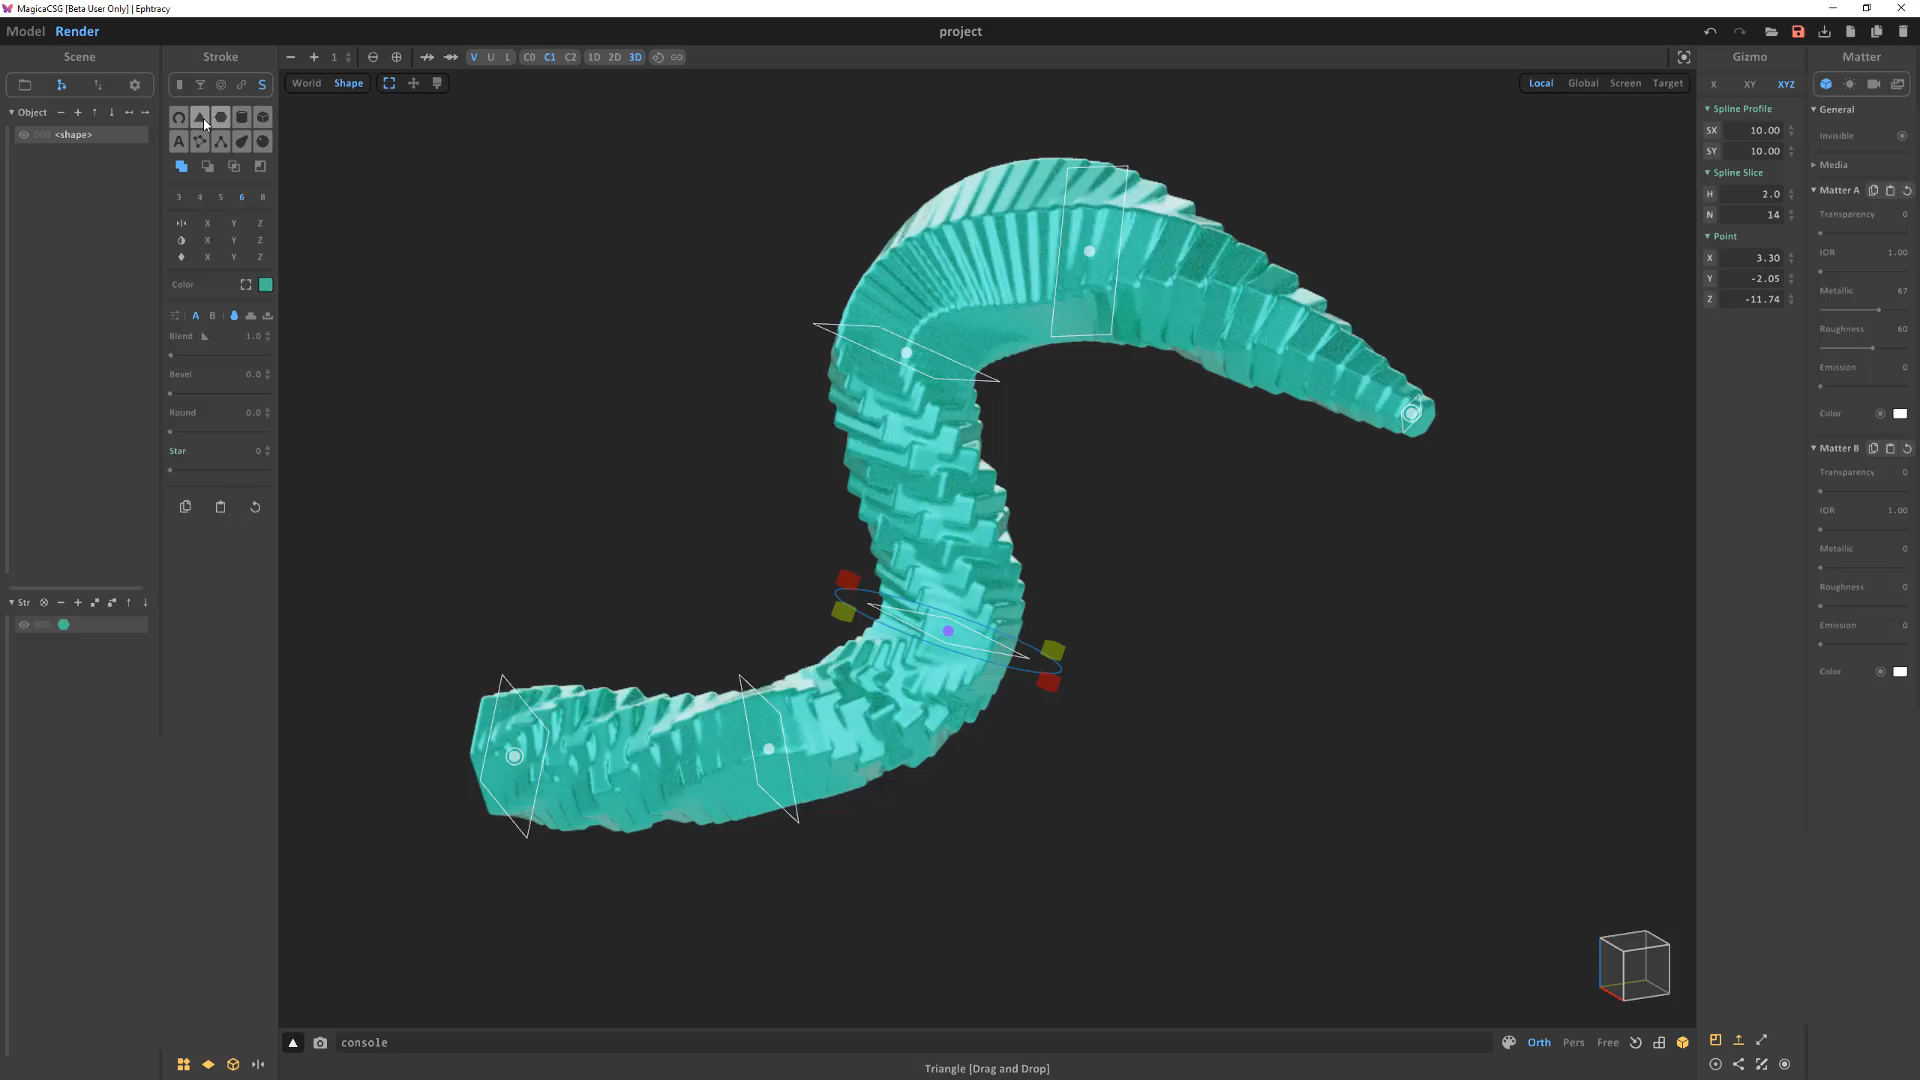 MagicaCSG [Beta User Only] | Ephtracy
Model Render
project
Scene
Stroke
1
V U L
C0 C1 C2
1D 2D 3D
Gizmo
Matter
World Shape
Local Global Screen Target
X XY XYZ
Object
000 <shape>
S
A
3 4 5 6 8
X Y Z
X Y Z
X Y Z
Color
A B
Blend 1.0
Bevel 0.0
Round 0.0
Star 0
Str
000
Spline Profile
SX 10.00
SY 10.00
Spline Slice
H 2.0
N 14
Point
X 3.30
Y -2.05
Z -11.74
General
Invisible
Media
Matter A
Transparency 0
IOR 1.00
Metallic 67
Roughness 60
Emission 0
Color
Matter B
Transparency 0
IOR 1.00
Metallic 0
Roughness 0
Emission 0
Color
console
Orth Pers Free
Triangle [Drag and Drop]